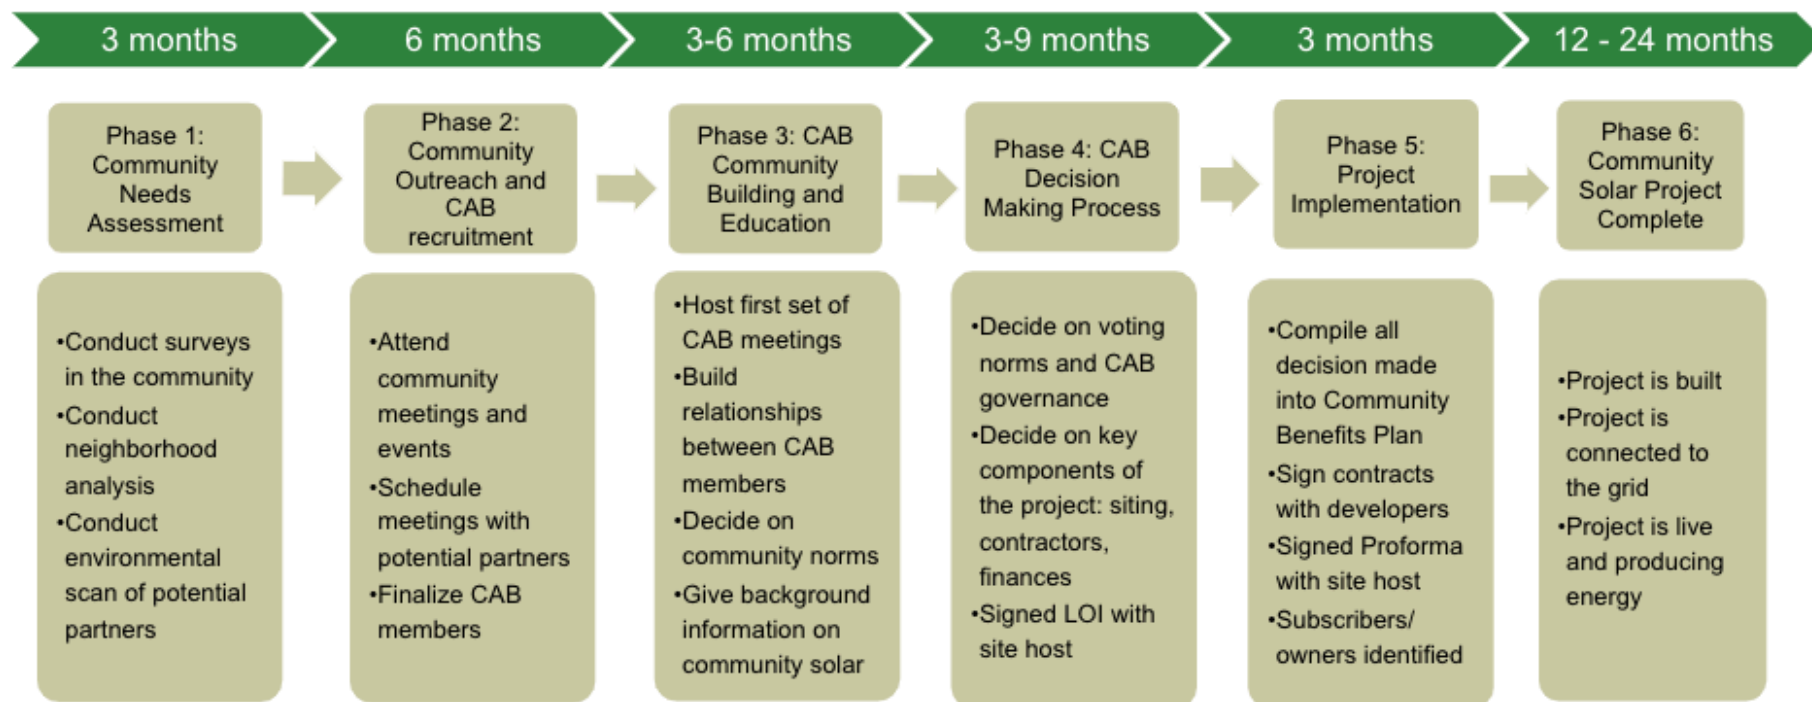 3 months
6 months
3-6 months
3-9 months
3 months
12 - 24 months
Phase 1:
Community
Needs
Assessment
Phase 2:
Community
Outreach and
CAB
recruitment
Phase 3: CAB
Community
Building and
Education
Phase 4: CAB
Decision
Making Process
Phase 5:
Project
Implementation
Phase 6:
Community
Solar Project
Complete
•Conduct surveys
in the community
•Conduct
neighborhood
analysis
•Conduct
environmental
scan of potential
partners
•Attend
community
meetings and
events
•Schedule
meetings with
potential partners
•Finalize CAB
members
•Host first set of
CAB meetings
•Build
relationships
between CAB
members
•Decide on
community norms
•Give background
information on
community solar
•Decide on voting
norms and CAB
governance
•Decide on key
components of
the project: siting,
contractors,
finances
•Signed LOI with
site host
•Compile all
decision made
into Community
Benefits Plan
•Sign contracts
with developers
•Signed Proforma
with site host
•Subscribers/
owners identified
•Project is built
•Project is
connected to
the grid
•Project is live
and producing
energy